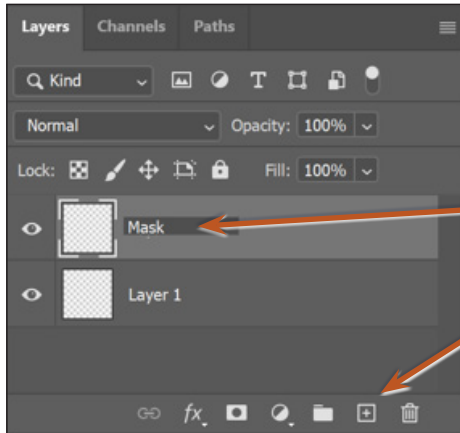 Layers Channels Paths
Kind T
Normal Opacity: 100%
Lock: Fill: 100%
Mask
Layer 1
fx